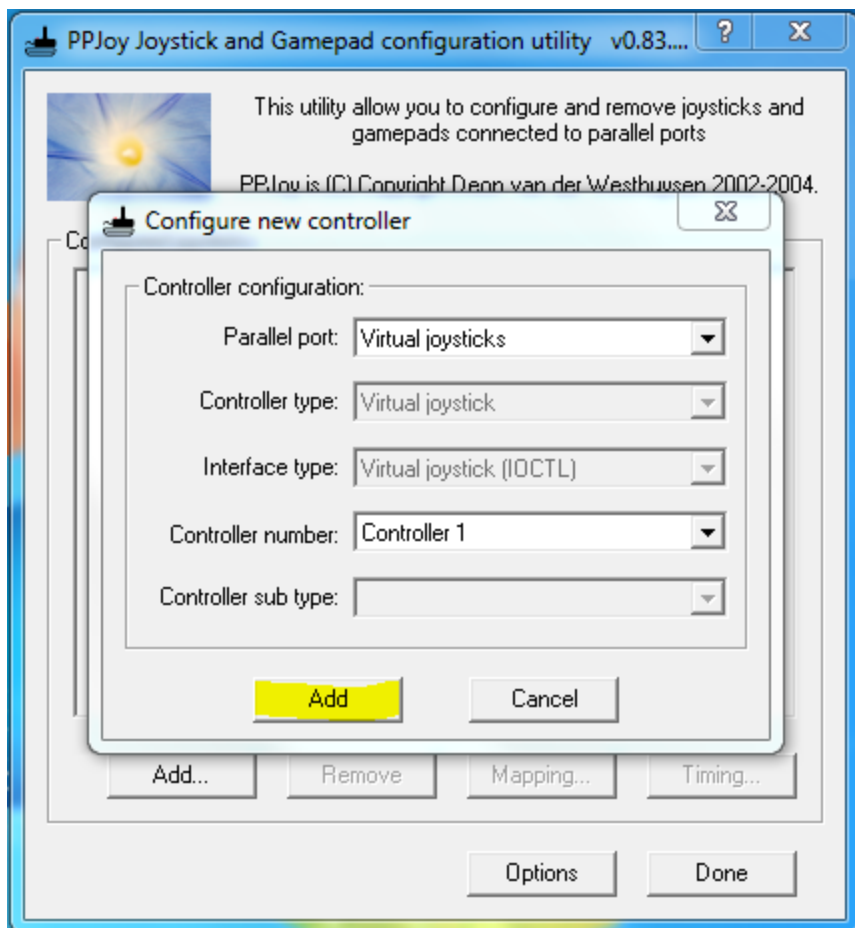 PPJoy Joystick and Gamepad configuration utility v0.83....
This utility allow you to configure and remove joysticks and
gamepads connected to parallel ports
PPJoy is (C) Copyright Deon van der Westhuysen 2002-2004.
Configure new controller
Co
Controller configuration:
Parallel port: Virtual joysticks
Controller type: Virtual joystick
Interface type: Virtual joystick (IOCTL)
Controller number: Controller 1
Controller sub type:
Add Cancel
Add... Remove Mapping... Timing...
Options Done